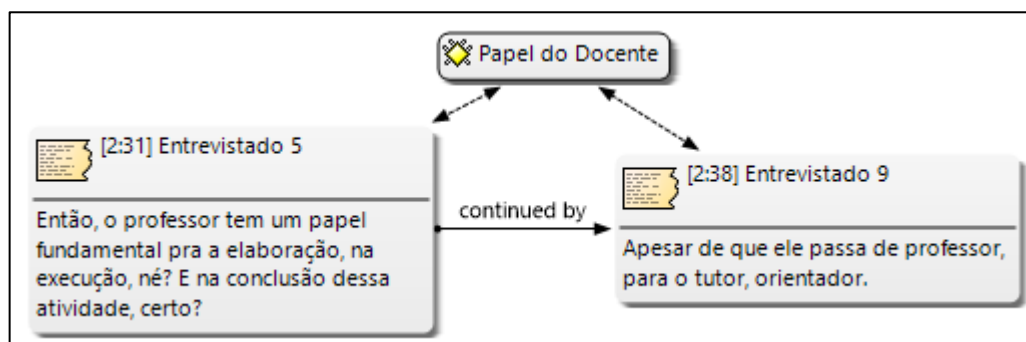 Papel do Docente
[2:31] Entrevistado 5
Então, o professor tem um papel
fundamental pra a elaboração, na
execução, né? E na conclusão dessa
atividade, certo?
continued by
[2:38] Entrevistado 9
Apesar de que ele passa de professor,
para o tutor, orientador.